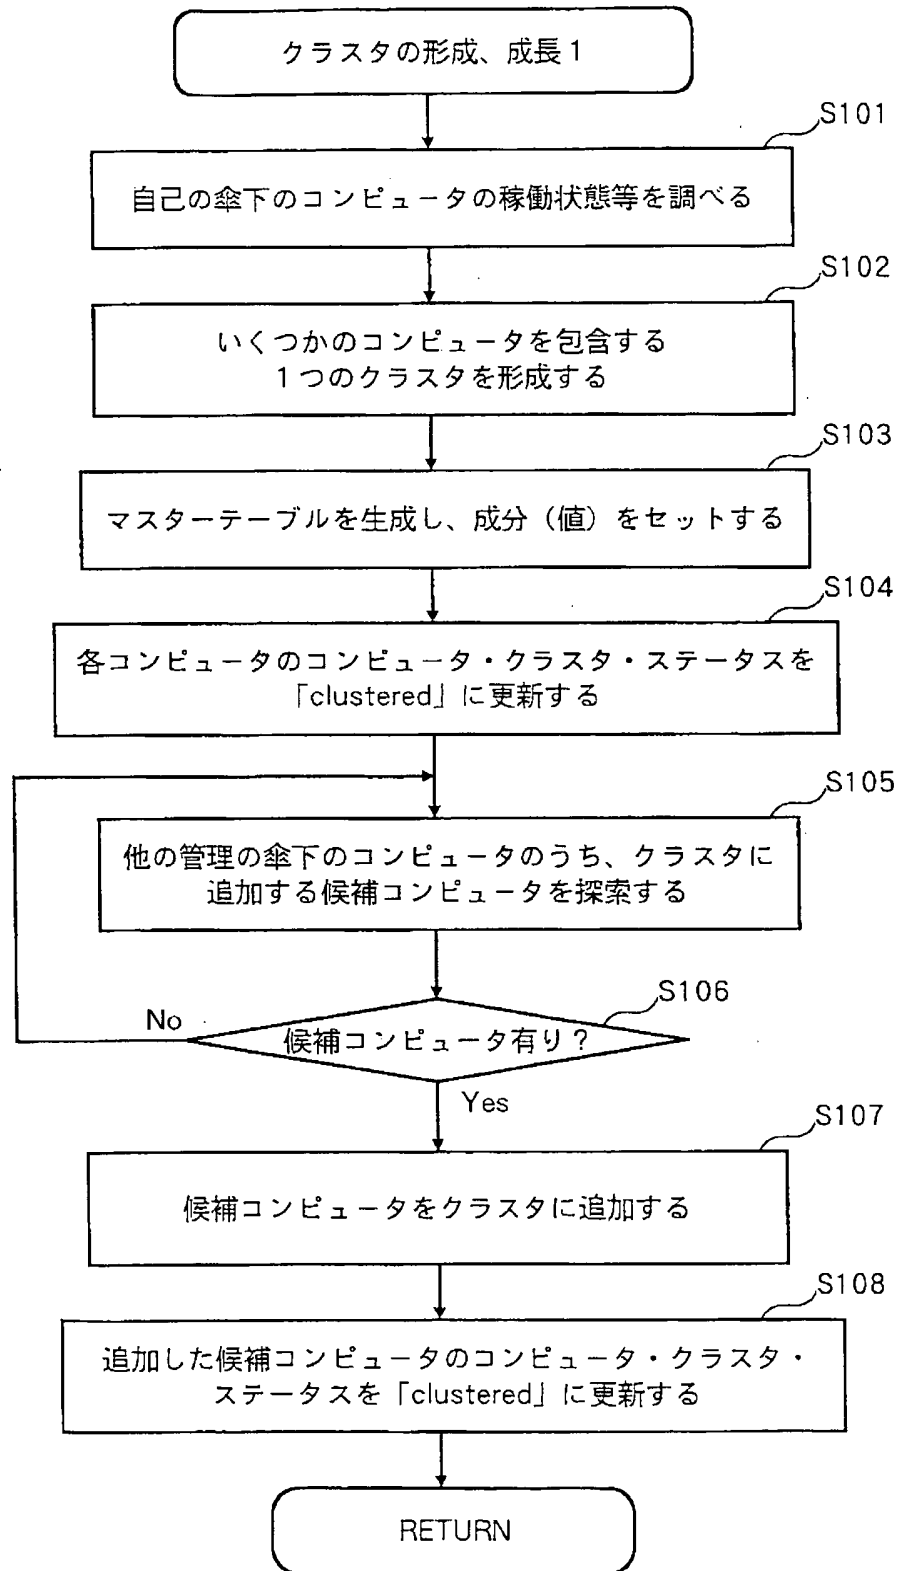 クラスタの形成、成長1
S101
自己の傘下のコンピュータの稼働状態等を調べる
S102
いくつかのコンピュータを包含する
1つのクラスタを形成する
S103
マスターテーブルを生成し、成分（値）をセットする
S104
各コンピュータのコンピュータ・クラスタ・ステータスを
「clustered」に更新する
S105
他の管理の傘下のコンピュータのうち、クラスタに
追加する候補コンピュータを探索する
S106
No
候補コンピュータ有り？
Yes
S107
候補コンピュータをクラスタに追加する
S108
追加した候補コンピュータのコンピュータ・クラスタ・
ステータスを「clustered」に更新する
RETURN